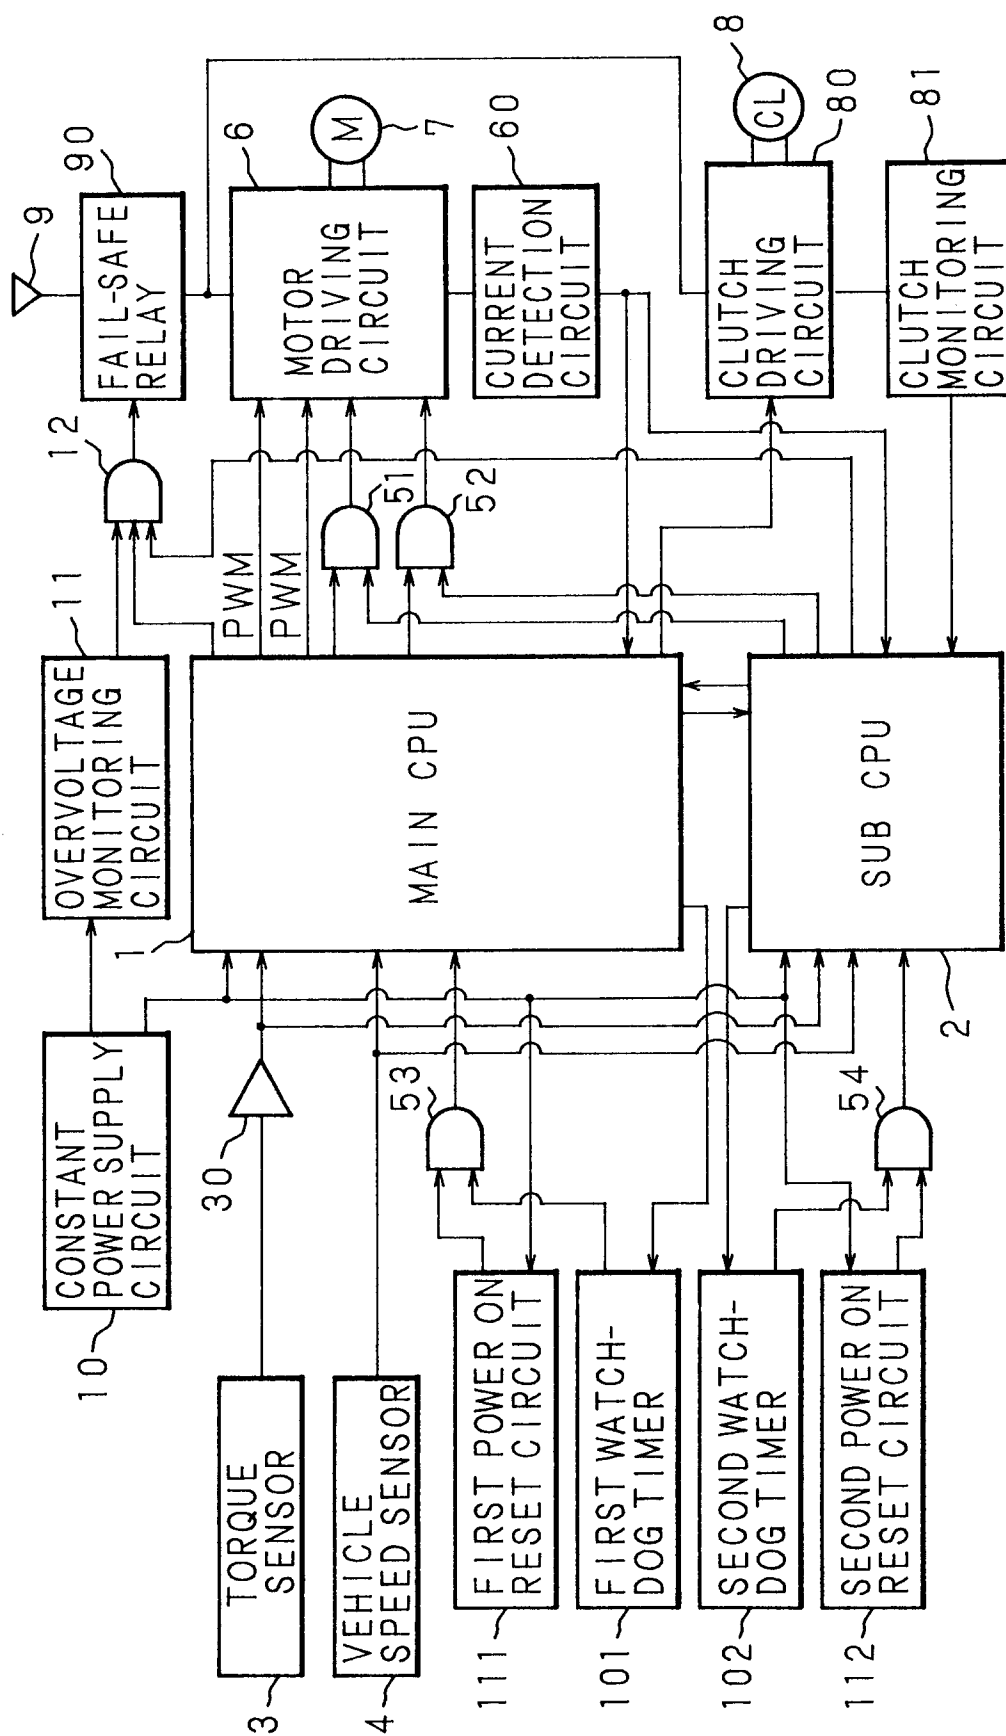 9
FAIL-SAFE
RELAY
90
12
OVERVOLTAGE
MONITORING
CIRCUIT
11
CONSTANT
POWER SUPPLY
CIRCUIT
10
PWM
PWM
MOTOR
DRIVING
CIRCUIT
6
M
7
51
52
CURRENT
DETECTION
CIRCUIT
60
8
CL
CLUTCH
DRIVING
CIRCUIT
80
CLUTCH
MONITORING
CIRCUIT
81
MAIN CPU
1
SUB CPU
2
30
53
54
TORQUE
SENSOR
3
VEHICLE
SPEED SENSOR
4
FIRST POWER ON
RESET CIRCUIT
111
FIRST WATCH-
DOG TIMER
101
SECOND WATCH-
DOG TIMER
102
SECOND POWER ON
RESET CIRCUIT
112